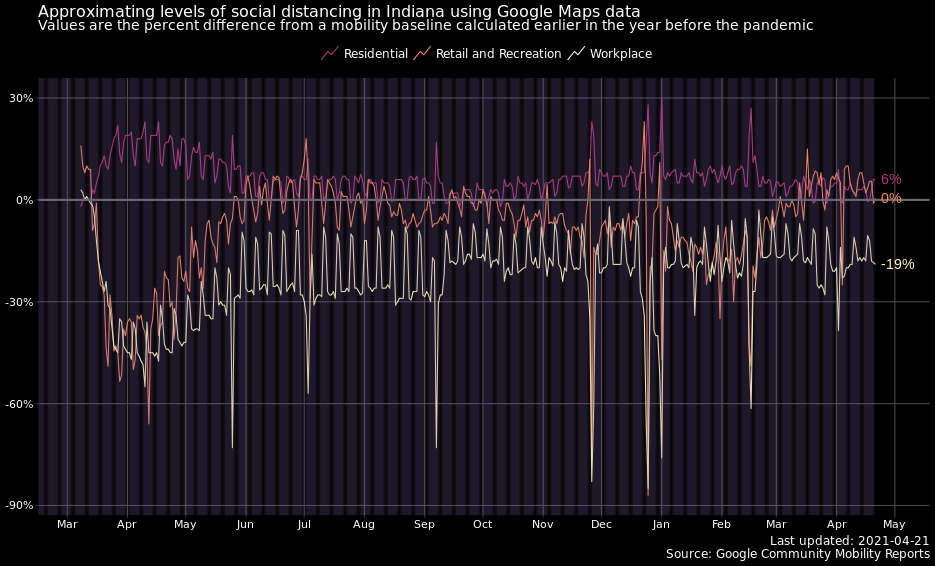 Approximating levels of social distancing in Indiana using Google Maps data
Values are the percent difference from a mobility baseline calculated earlier in the year before the pandemic
Residential Retail and Recreation Workplace
30%
0%
-30%
-60%
-90%
6%
0%
-19%
Mar Apr May Jun Jul Aug Sep Oct Nov Dec Jan Feb Mar Apr May
Last updated: 2021-04-21
Source: Google Community Mobility Reports